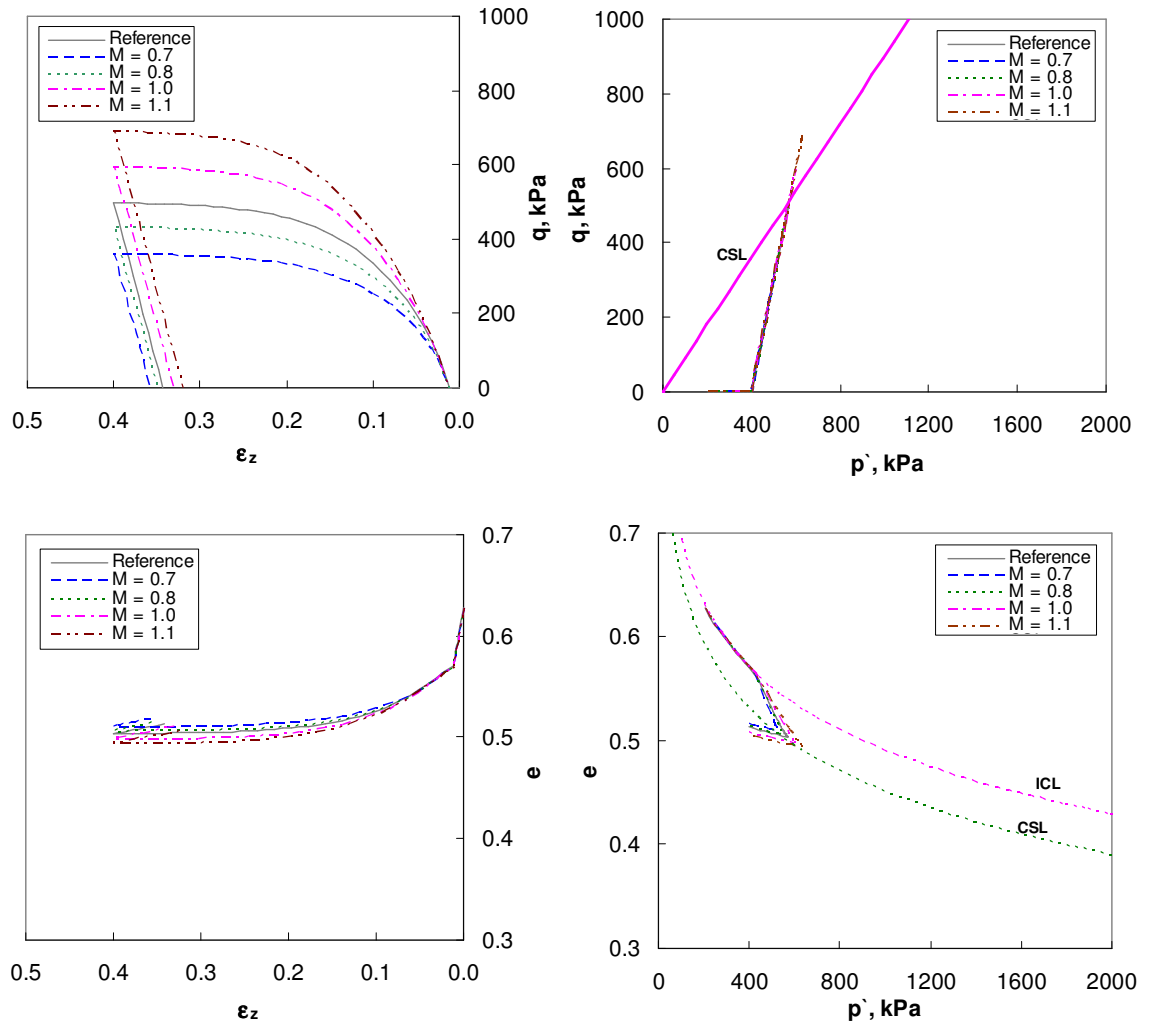 Reference
M = 0.7
M = 0.8
M = 1.0
M = 1.1
1000
800
600
400
200
0
q, kPa
0.5
0.4
0.3
0.2
0.1
0.0
εz
Reference
M = 0.7
M = 0.8
M = 1.0
M = 1.1
CSL
1000
800
600
400
200
0
q, kPa
0
400
800
1200
1600
2000
p`, kPa
Reference
M = 0.7
M = 0.8
M = 1.0
M = 1.1
0.7
0.6
0.5
0.4
0.3
e
0.5
0.4
0.3
0.2
0.1
0.0
εz
Reference
M = 0.7
M = 0.8
M = 1.0
M = 1.1
ICL
CSL
0.7
0.6
0.5
0.4
0.3
e
0
400
800
1200
1600
2000
p`, kPa